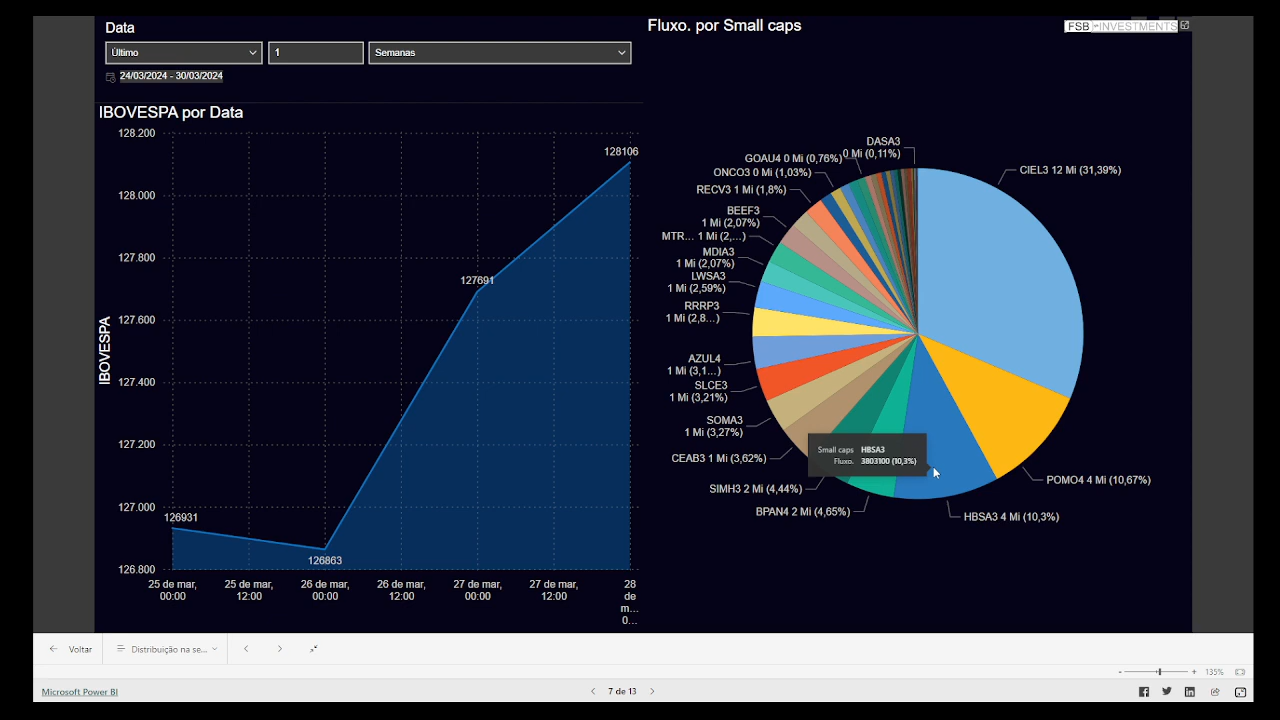 Data
Último
1
Semanas
24/03/2024 - 30/03/2024
Fluxo. por Small caps
FSB INVESTMENTS
IBOVESPA por Data
IBOVESPA
128.200
128.000
127.800
127.600
127.400
127.200
127.000
126.800
126931
126863
127691
128106
25 de mar,
00:00
25 de mar,
12:00
26 de mar,
00:00
26 de mar,
12:00
27 de mar,
00:00
27 de mar,
12:00
28
de
m...
0...
DASA3
0 Mi (0,11%)
GOAU4 0 Mi (0,76%)
ONCO3 0 Mi (1,03%)
RECV3 1 Mi (1,8%)
BEEF3
1 Mi (2,07%)
MTR... 1 Mi (2,...)
MDIA3
1 Mi (2,07%)
LWSA3
1 Mi (2,59%)
RRRP3
1 Mi (2,8...)
AZUL4
1 Mi (3,1...)
SLCE3
1 Mi (3,21%)
SOMA3
1 Mi (3,27%)
CEAB3 1 Mi (3,62%)
SIMH3 2 Mi (4,44%)
BPAN4 2 Mi (4,65%)
HBSA3 4 Mi (10,3%)
POMO4 4 Mi (10,67%)
CIEL3 12 Mi (31,39%)
Small caps HBSA3
Fluxo. 3803100 (10,3%)
Voltar
Distribuição na se...
135%
Microsoft Power BI
7 de 13